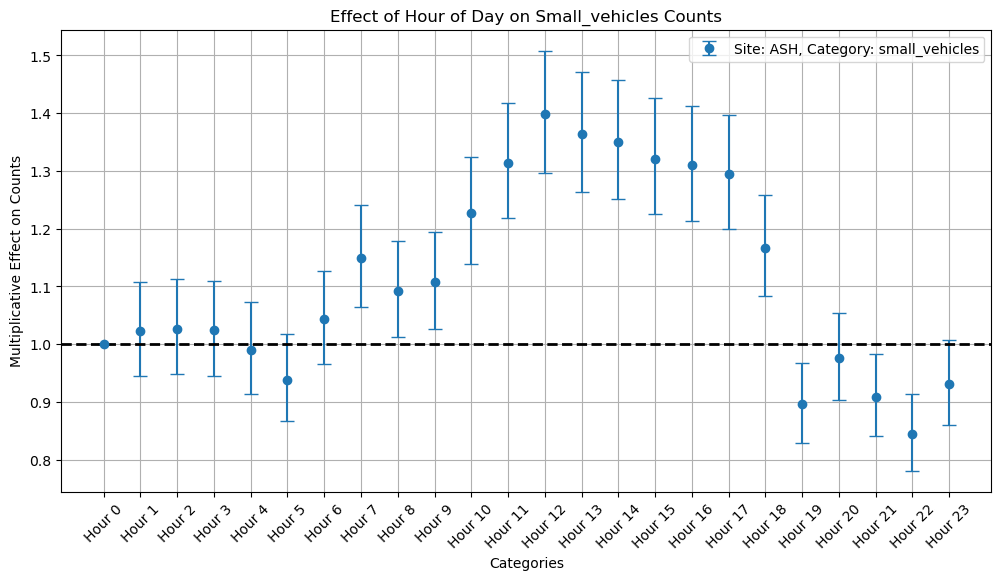 Effect of Hour of Day on Small_vehicles Counts
Site: ASH, Category: small_vehicles
Multiplicative Effect on Counts
1.5
1.4
1.3
1.2
1.1
1.0
0.9
0.8
Hour 0
Hour 1
Hour 2
Hour 3
Hour 4
Hour 5
Hour 6
Hour 7
Hour 8
Hour 9
Hour 10
Hour 11
Hour 12
Hour 13
Hour 14
Hour 15
Hour 16
Hour 17
Hour 18
Hour 19
Hour 20
Hour 21
Hour 22
Hour 23
Categories